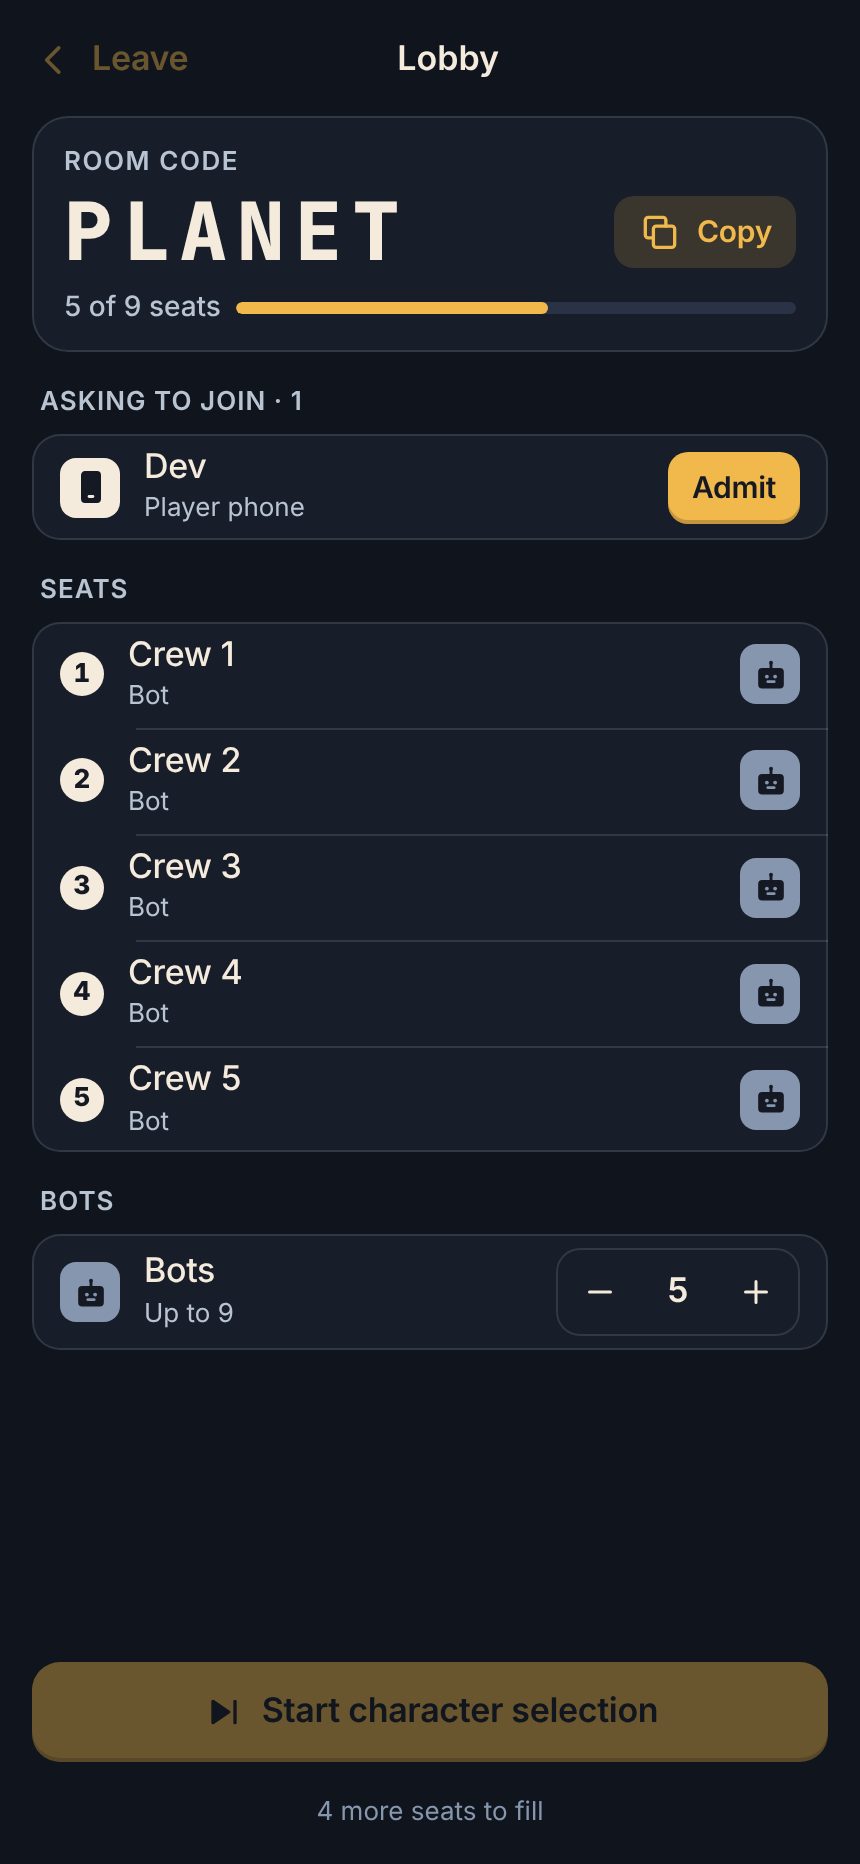 Leave
Lobby
ROOM CODE
PLANET
Copy
5 of 9 seats
ASKING TO JOIN · 1
Dev
Player phone
Admit
SEATS
1
Crew 1
Bot
2
Crew 2
Bot
3
Crew 3
Bot
4
Crew 4
Bot
5
Crew 5
Bot
BOTS
Bots
Up to 9
5
Start character selection
4 more seats to fill